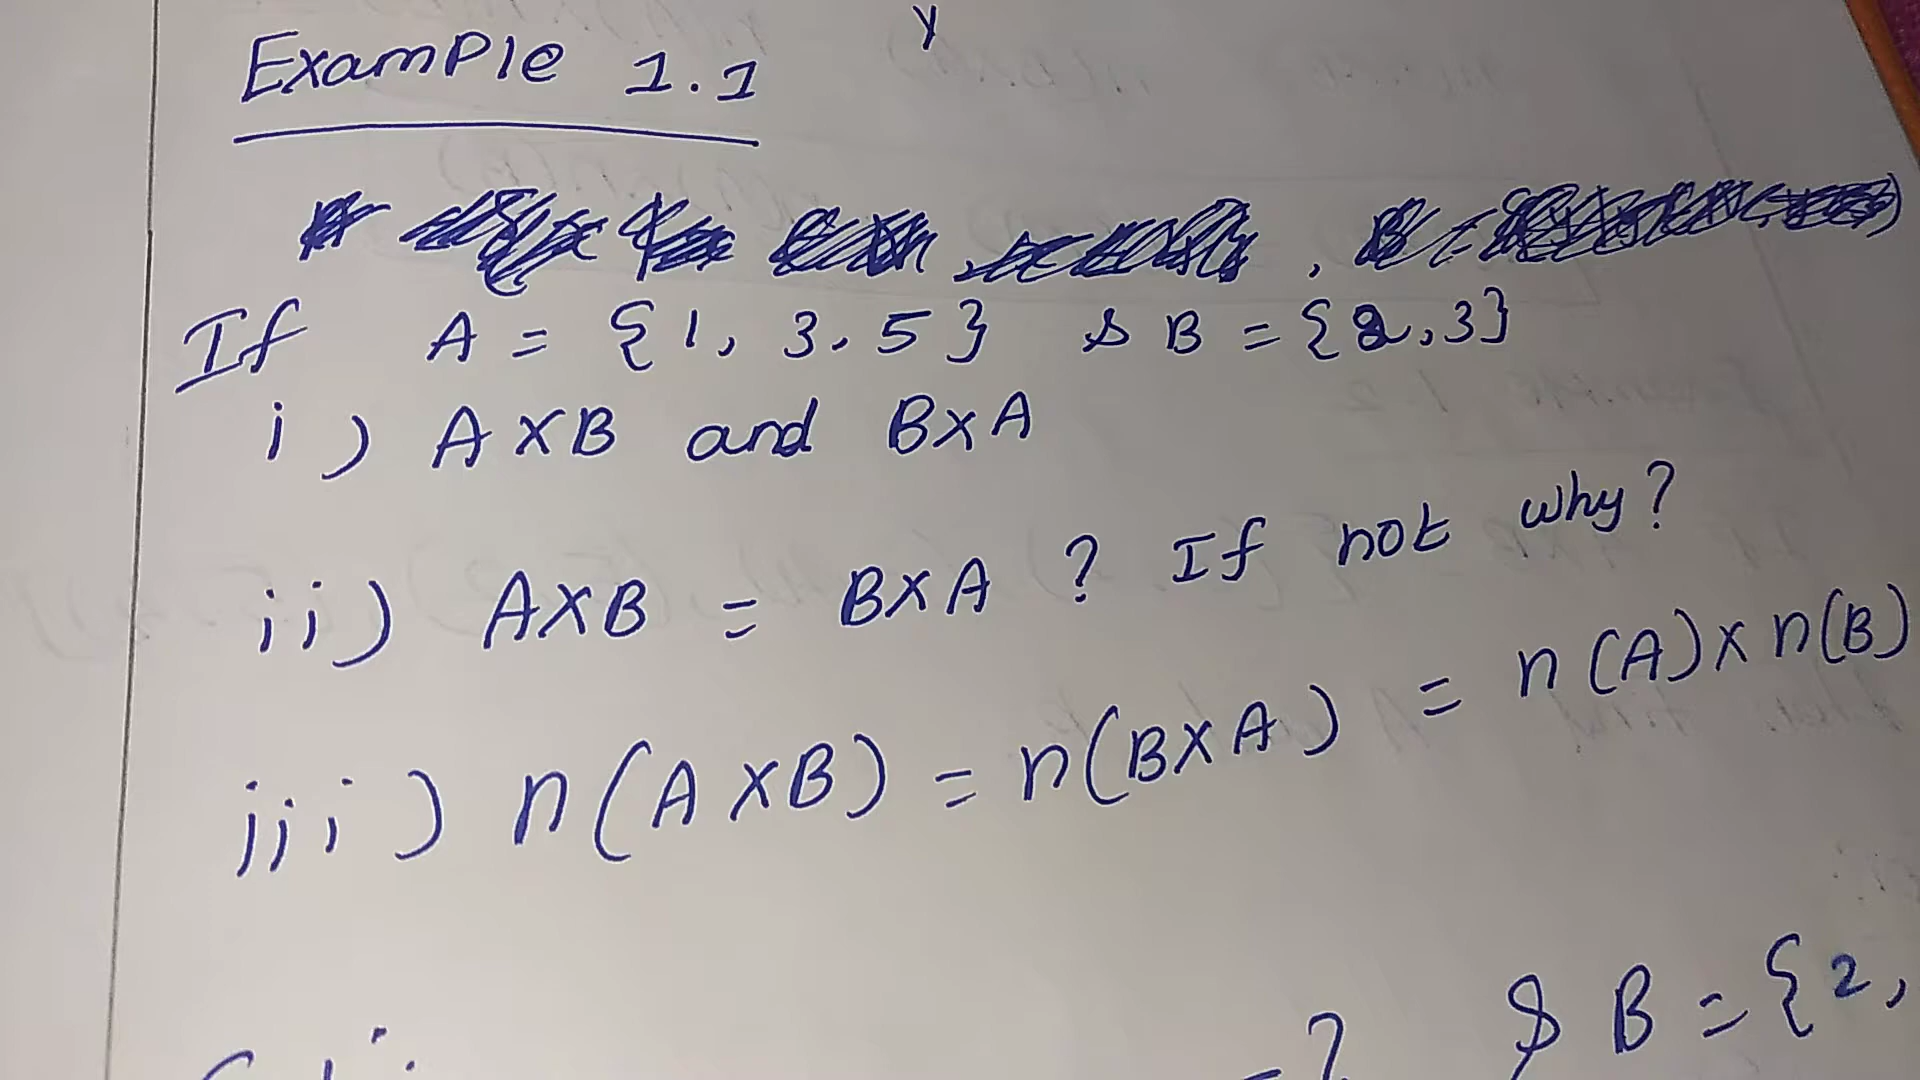 Y
Example 1.1
If A = {1, 3, 5} & B = {2, 3}
i) A X B and B X A
ii) A X B = B X A ? If not why?
iii) n(A X B) = n(B X A) = n(A) X n(B)
& B = {2,